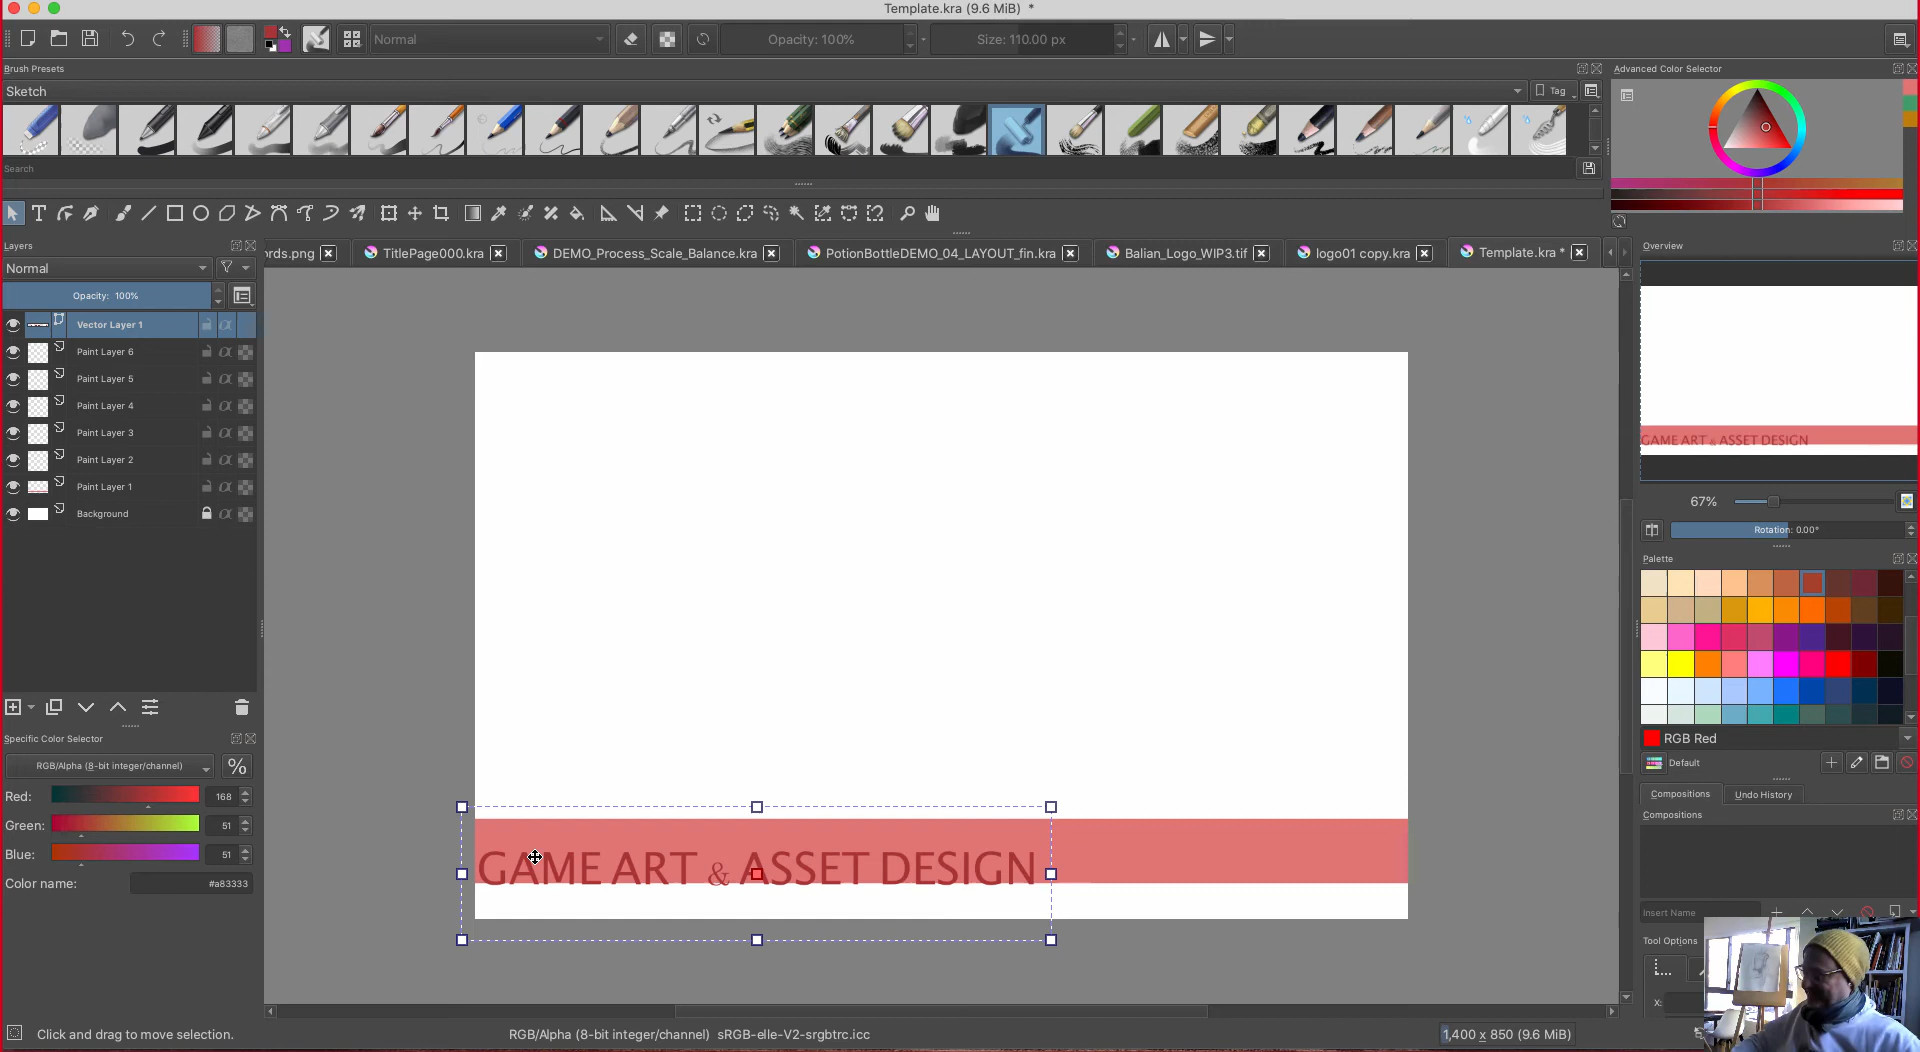 Template.kra (9.6 MiB) *
Normal
Opacity: 100%
Size: 110.00 px
Brush Presets
Advanced Color Selector
Sketch
Tag
Search
Layers
rds.png
TitlePage000.kra
DEMO_Process_Scale_Balance.kra
PotionBottleDEMO_04_LAYOUT_fin.kra
Balian_Logo_WIP3.tif
logo01 copy.kra
Template.kra *
Overview
Normal
Opacity: 100%
Vector Layer 1
Paint Layer 6
Paint Layer 5
Paint Layer 4
Paint Layer 3
Paint Layer 2
Paint Layer 1
Background
GAME ART & ASSET DESIGN
67%
Rotation: 0.00°
Palette
RGB Red
Default
Compositions
Undo History
Compositions
Insert Name
Tool Options
X:
Specific Color Selector
RGB/Alpha (8-bit integer/channel)
%
Red:
168
Green:
51
Blue:
51
Color name:
#a83333
GAME ART & ASSET DESIGN
Click and drag to move selection.
RGB/Alpha (8-bit integer/channel) sRGB-elle-V2-srgbtrc.icc
1,400 x 850 (9.6 MiB)